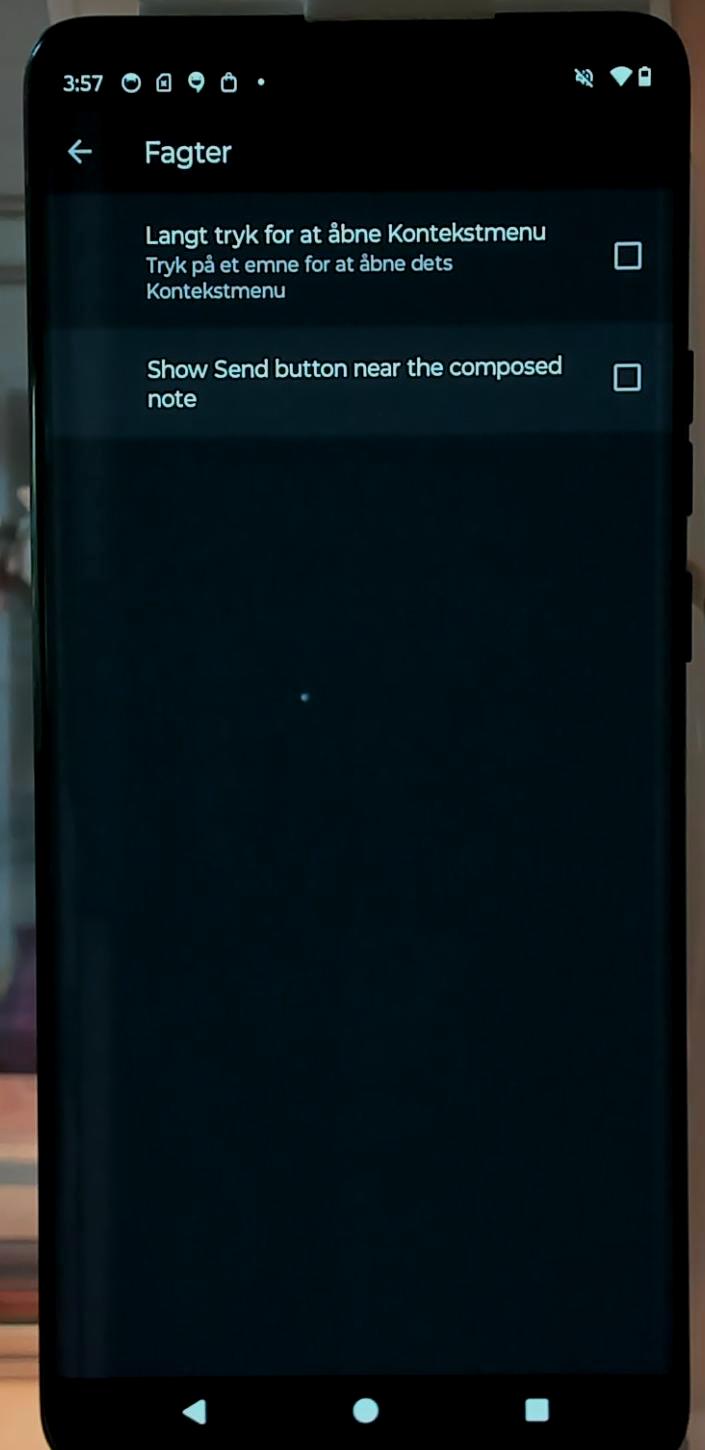 3:57
Fagter
Langt tryk for at åbne Kontekstmenu
Tryk på et emne for at åbne dets
Kontekstmenu
Show Send button near the composed
note